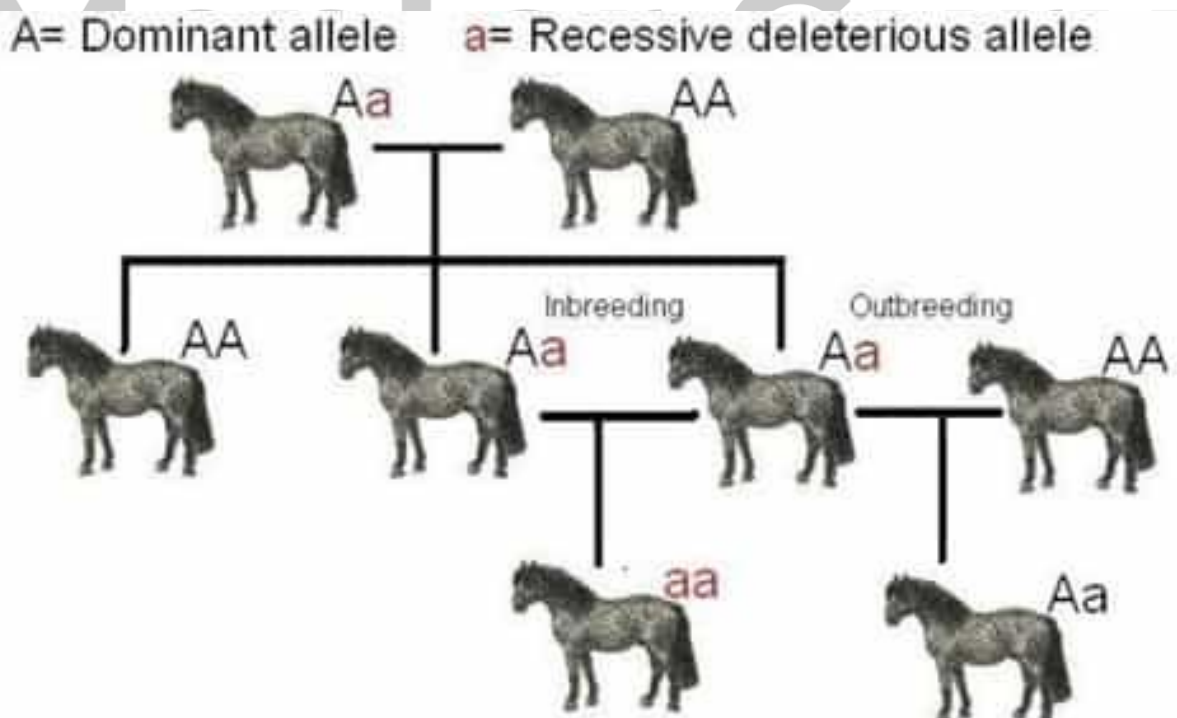 A= Dominant allele a= Recessive deleterious allele
Aa AA
Inbreeding Outbreeding
AA Aa Aa AA
aa Aa